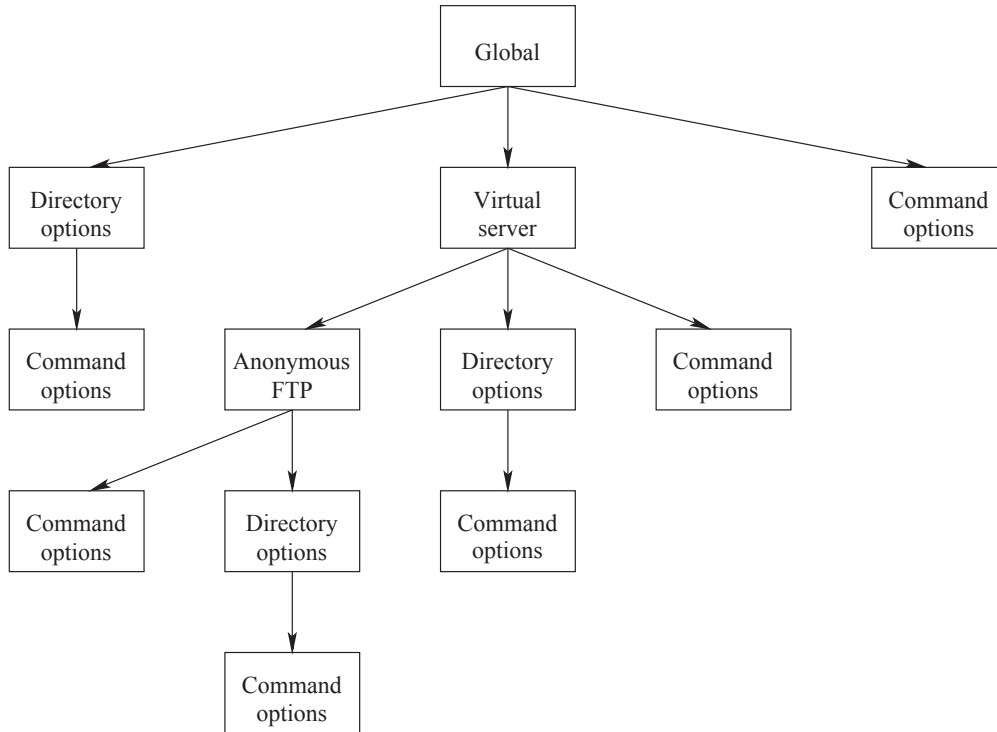 Global
Directory
options
Virtual
server
Command
options
Command
options
Anonymous
FTP
Directory
options
Command
options
Command
options
Directory
options
Command
options
Command
options